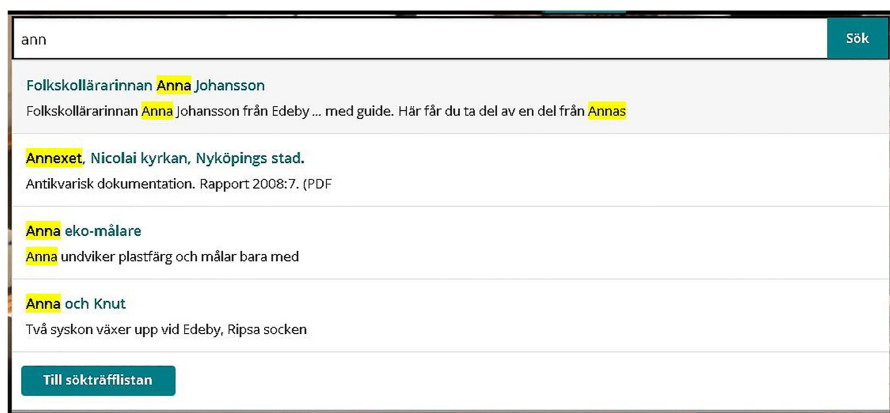 ann
Sök
Folkskollärarinnan Anna Johansson
Folkskollärarinnan Anna Johansson från Edeby ... med guide. Här får du ta del av en del från Annas
Annexet, Nicolai kyrkan, Nyköpings stad.
Antikvarisk dokumentation. Rapport 2008:7. (PDF
Anna eko-målare
Anna undviker plastfärg och målar bara med
Anna och Knut
Två syskon växer upp vid Edeby, Ripsa socken
Till sökträfflistan